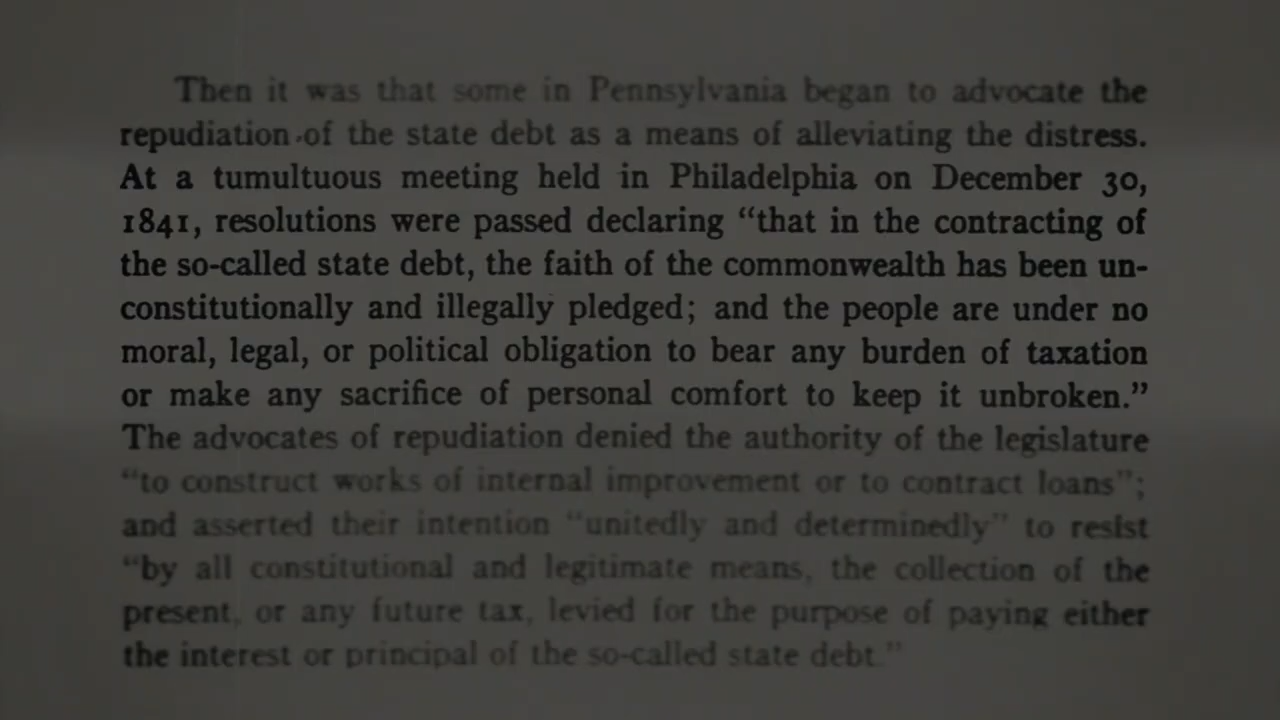 Then it was that some in Pennsylvania began to advocate the
repudiation of the state debt as a means of alleviating the distress.
At a tumultuous meeting held in Philadelphia on December 30,
1841, resolutions were passed declaring “that in the contracting of
the so-called state debt, the faith of the commonwealth has been un-
constitutionally and illegally pledged; and the people are under no
moral, legal, or political obligation to bear any burden of taxation
or make any sacrifice of personal comfort to keep it unbroken.”
The advocates of repudiation denied the authority of the legislature
“to construct works of internal improvement or to contract loans”;
and asserted their intention “unitedly and determinedly” to resist
“by all constitutional and legitimate means, the collection of the
present, or any future tax, levied for the purpose of paying either
the interest or principal of the so-called state debt.”